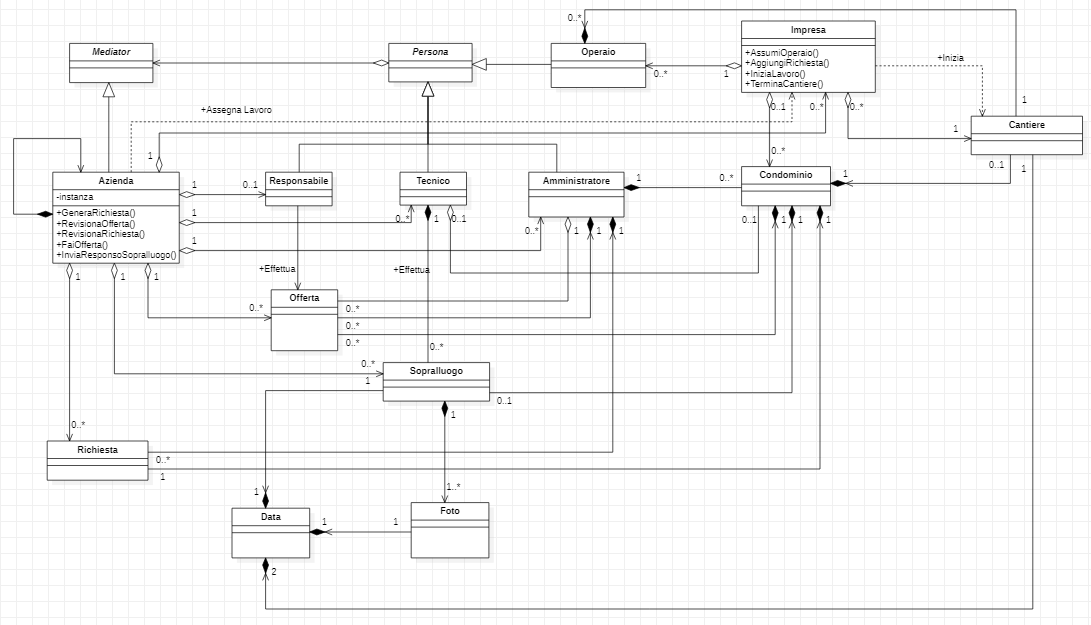 0..*
Impresa
Mediator
Persona
Operaio
+AssumiOperaio()
+AggiungiRichiesta()
+IniziaLavoro()
+TerminaCantiere()
+Inizia
1
0..*
1
0..1
0..*
0..*
1
Cantiere
+Assegna Lavoro
1
0..*
0..1
1
Azienda
-instanza
+GeneraRichiesta()
+RevisionaOfferta()
+RevisionaRichiesta()
+FaiOfferta()
+InviaResponsoSopralluogo()
1
0..1
Responsabile
Tecnico
Amministratore
1
0..*
Condominio
1
1
0..*
1
0..1
0..*
1
1
1
0..1
1
1
1
1
+Effettua
+Effettua
1
1
1
Offerta
0..*
0..*
0..*
0..*
0..*
Sopralluogo
0..*
1
0..1
1
0..*
Richiesta
0..*
1
1
1..*
Data
Foto
1
1
2